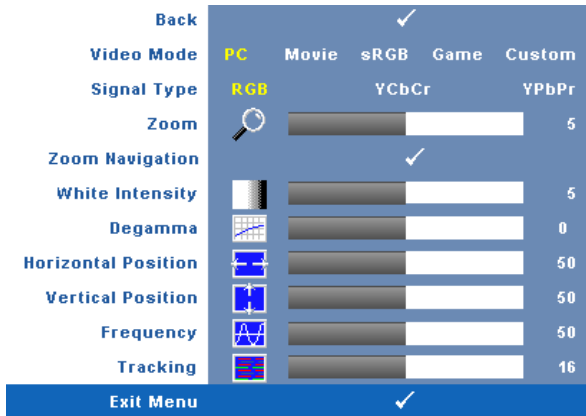 Back
Video Mode PC Movie sRGB Game Custom
Signal Type RGB YCbCr YPbPr
Zoom 5
Zoom Navigation
White Intensity 5
Degamma 0
Horizontal Position 50
Vertical Position 50
Frequency 50
Tracking 16
Exit Menu